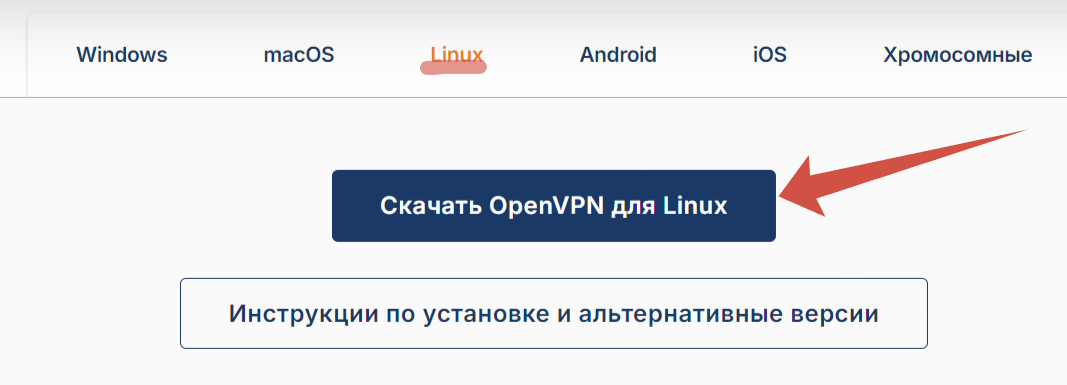 Windows macOS Linux Android iOS Хромосомные
Скачать OpenVPN для Linux
Инструкции по установке и альтернативные версии